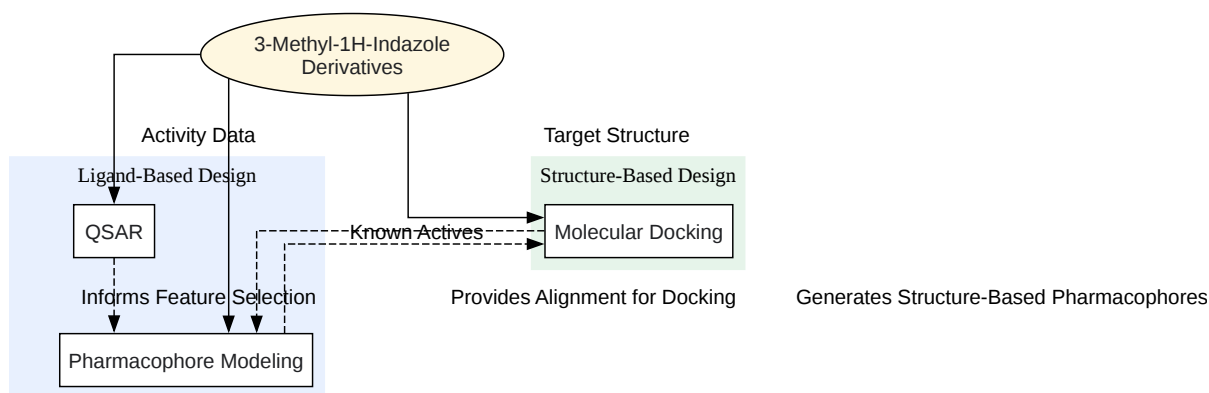 3-Methyl-1H-Indazole
Derivatives
Activity Data
Target Structure
Ligand-Based Design
Structure-Based Design
QSAR
Known Actives
Molecular Docking
Informs Feature Selection
Provides Alignment for Docking
Generates Structure-Based Pharmacophores
Pharmacophore Modeling